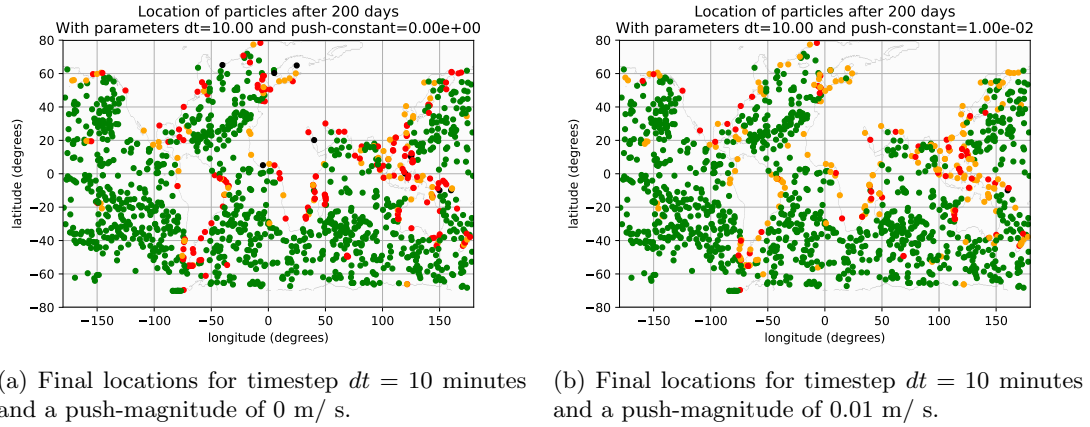 Location of particles after 200 days
With parameters dt=10.00 and push-constant=0.00e+00
80
60
40
20
0
−20
−40
−60
−80
latitude (degrees)
−150 −100 −50 0 50 100 150
longitude (degrees)
Location of particles after 200 days
With parameters dt=10.00 and push-constant=1.00e-02
80
60
40
20
0
−20
−40
−60
−80
latitude (degrees)
−150 −100 −50 0 50 100 150
longitude (degrees)
a) Final locations for timestep dt = 10 minutes
and a push-magnitude of 0 m/ s.
(b) Final locations for timestep dt = 10 minutes
and a push-magnitude of 0.01 m/ s.